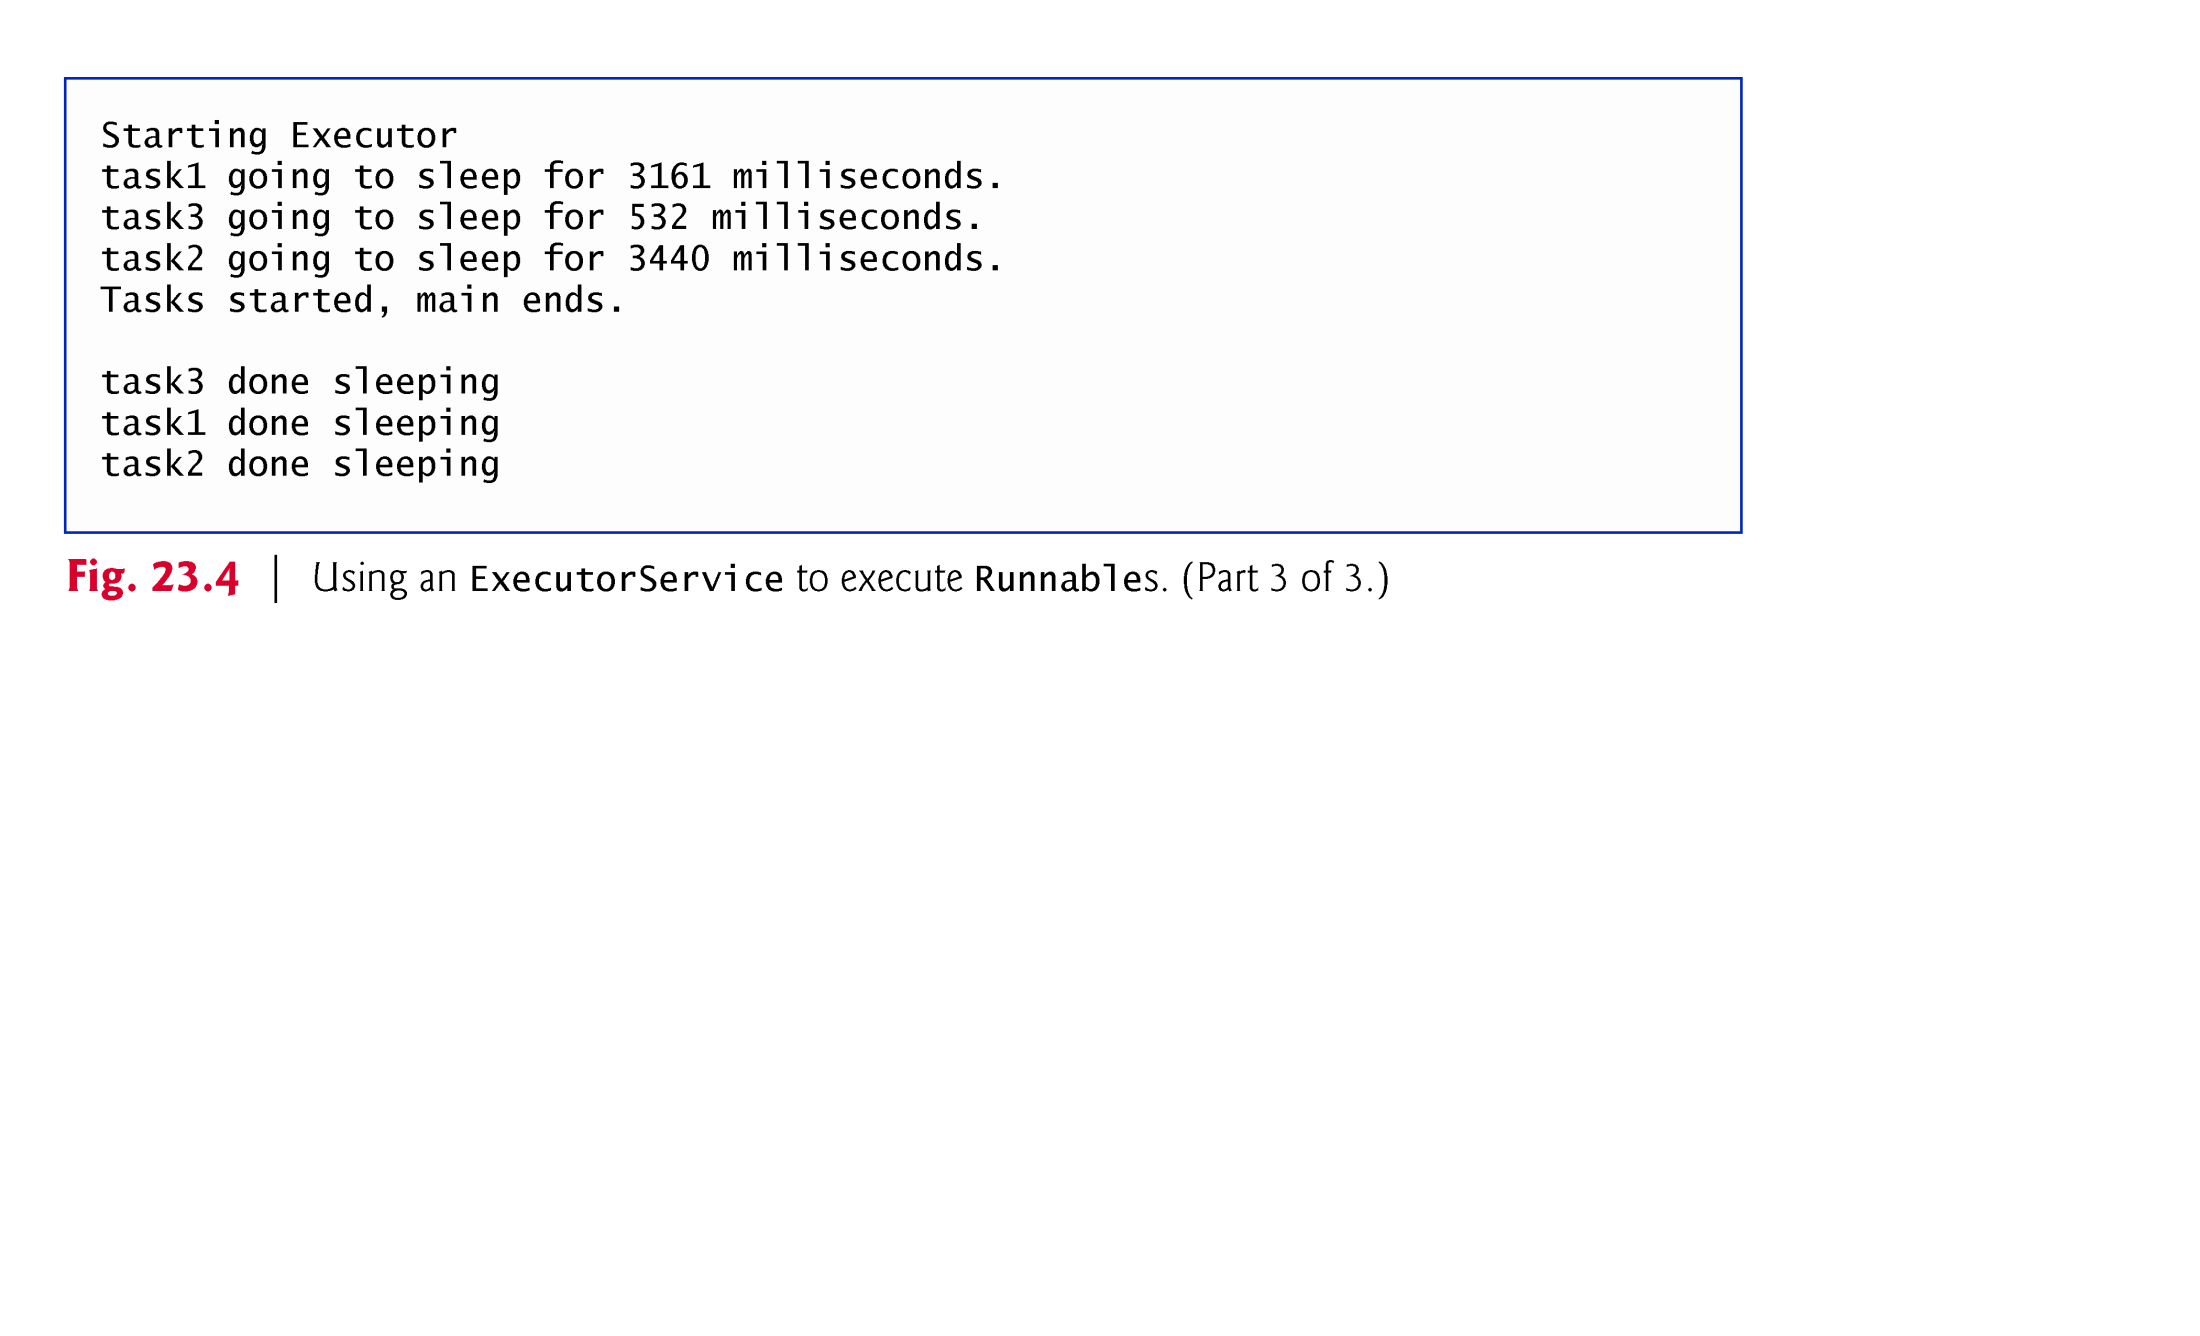 Starting Executor
task1 going to sleep for 3161 milliseconds.
task3 going to sleep for 532 milliseconds.
task2 going to sleep for 3440 milliseconds.
Tasks started, main ends.

task3 done sleeping
task1 done sleeping
task2 done sleeping
Fig. 23.4 | Using an ExecutorService to execute Runnables. (Part 3 of 3.)